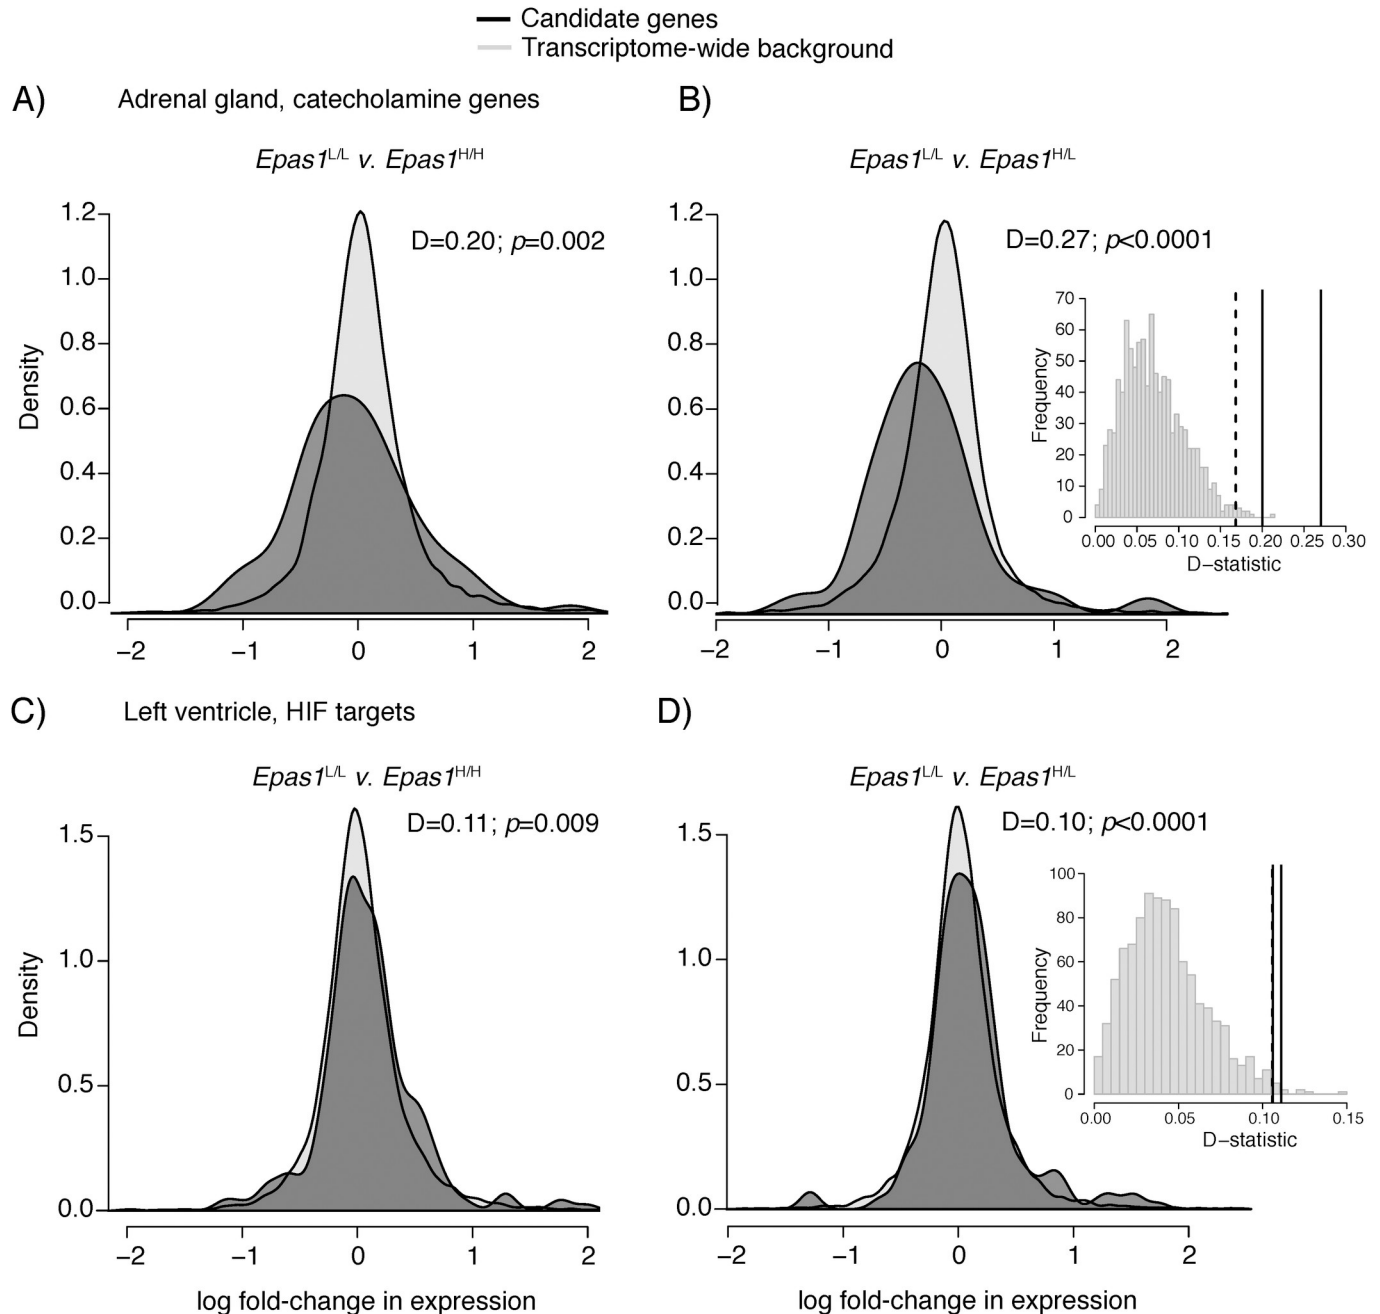 Candidate genes
Transcriptome-wide background
A) Adrenal gland, catecholamine genes
B)
Epas1L/L v. Epas1H/H
Epas1L/L v. Epas1H/L
D=0.20; p=0.002
D=0.27; p<0.0001
Density
1.2
1.0
0.8
0.6
0.4
0.2
0.0
−2 −1 0 1 2
1.2
1.0
0.8
0.6
0.4
0.2
0.0
−2 −1 0 1 2
Frequency
70
60
50
40
30
20
10
0
0.00 0.05 0.10 0.15 0.20 0.25 0.30
D−statistic
C) Left ventricle, HIF targets
D)
Epas1L/L v. Epas1H/H
Epas1L/L v. Epas1H/L
D=0.11; p=0.009
D=0.10; p<0.0001
Density
1.5
1.0
0.5
0.0
−2 −1 0 1 2
log fold-change in expression
1.5
1.0
0.5
0.0
−2 −1 0 1 2
log fold-change in expression
Frequency
100
80
60
40
20
0
0.00 0.05 0.10 0.15
D−statistic